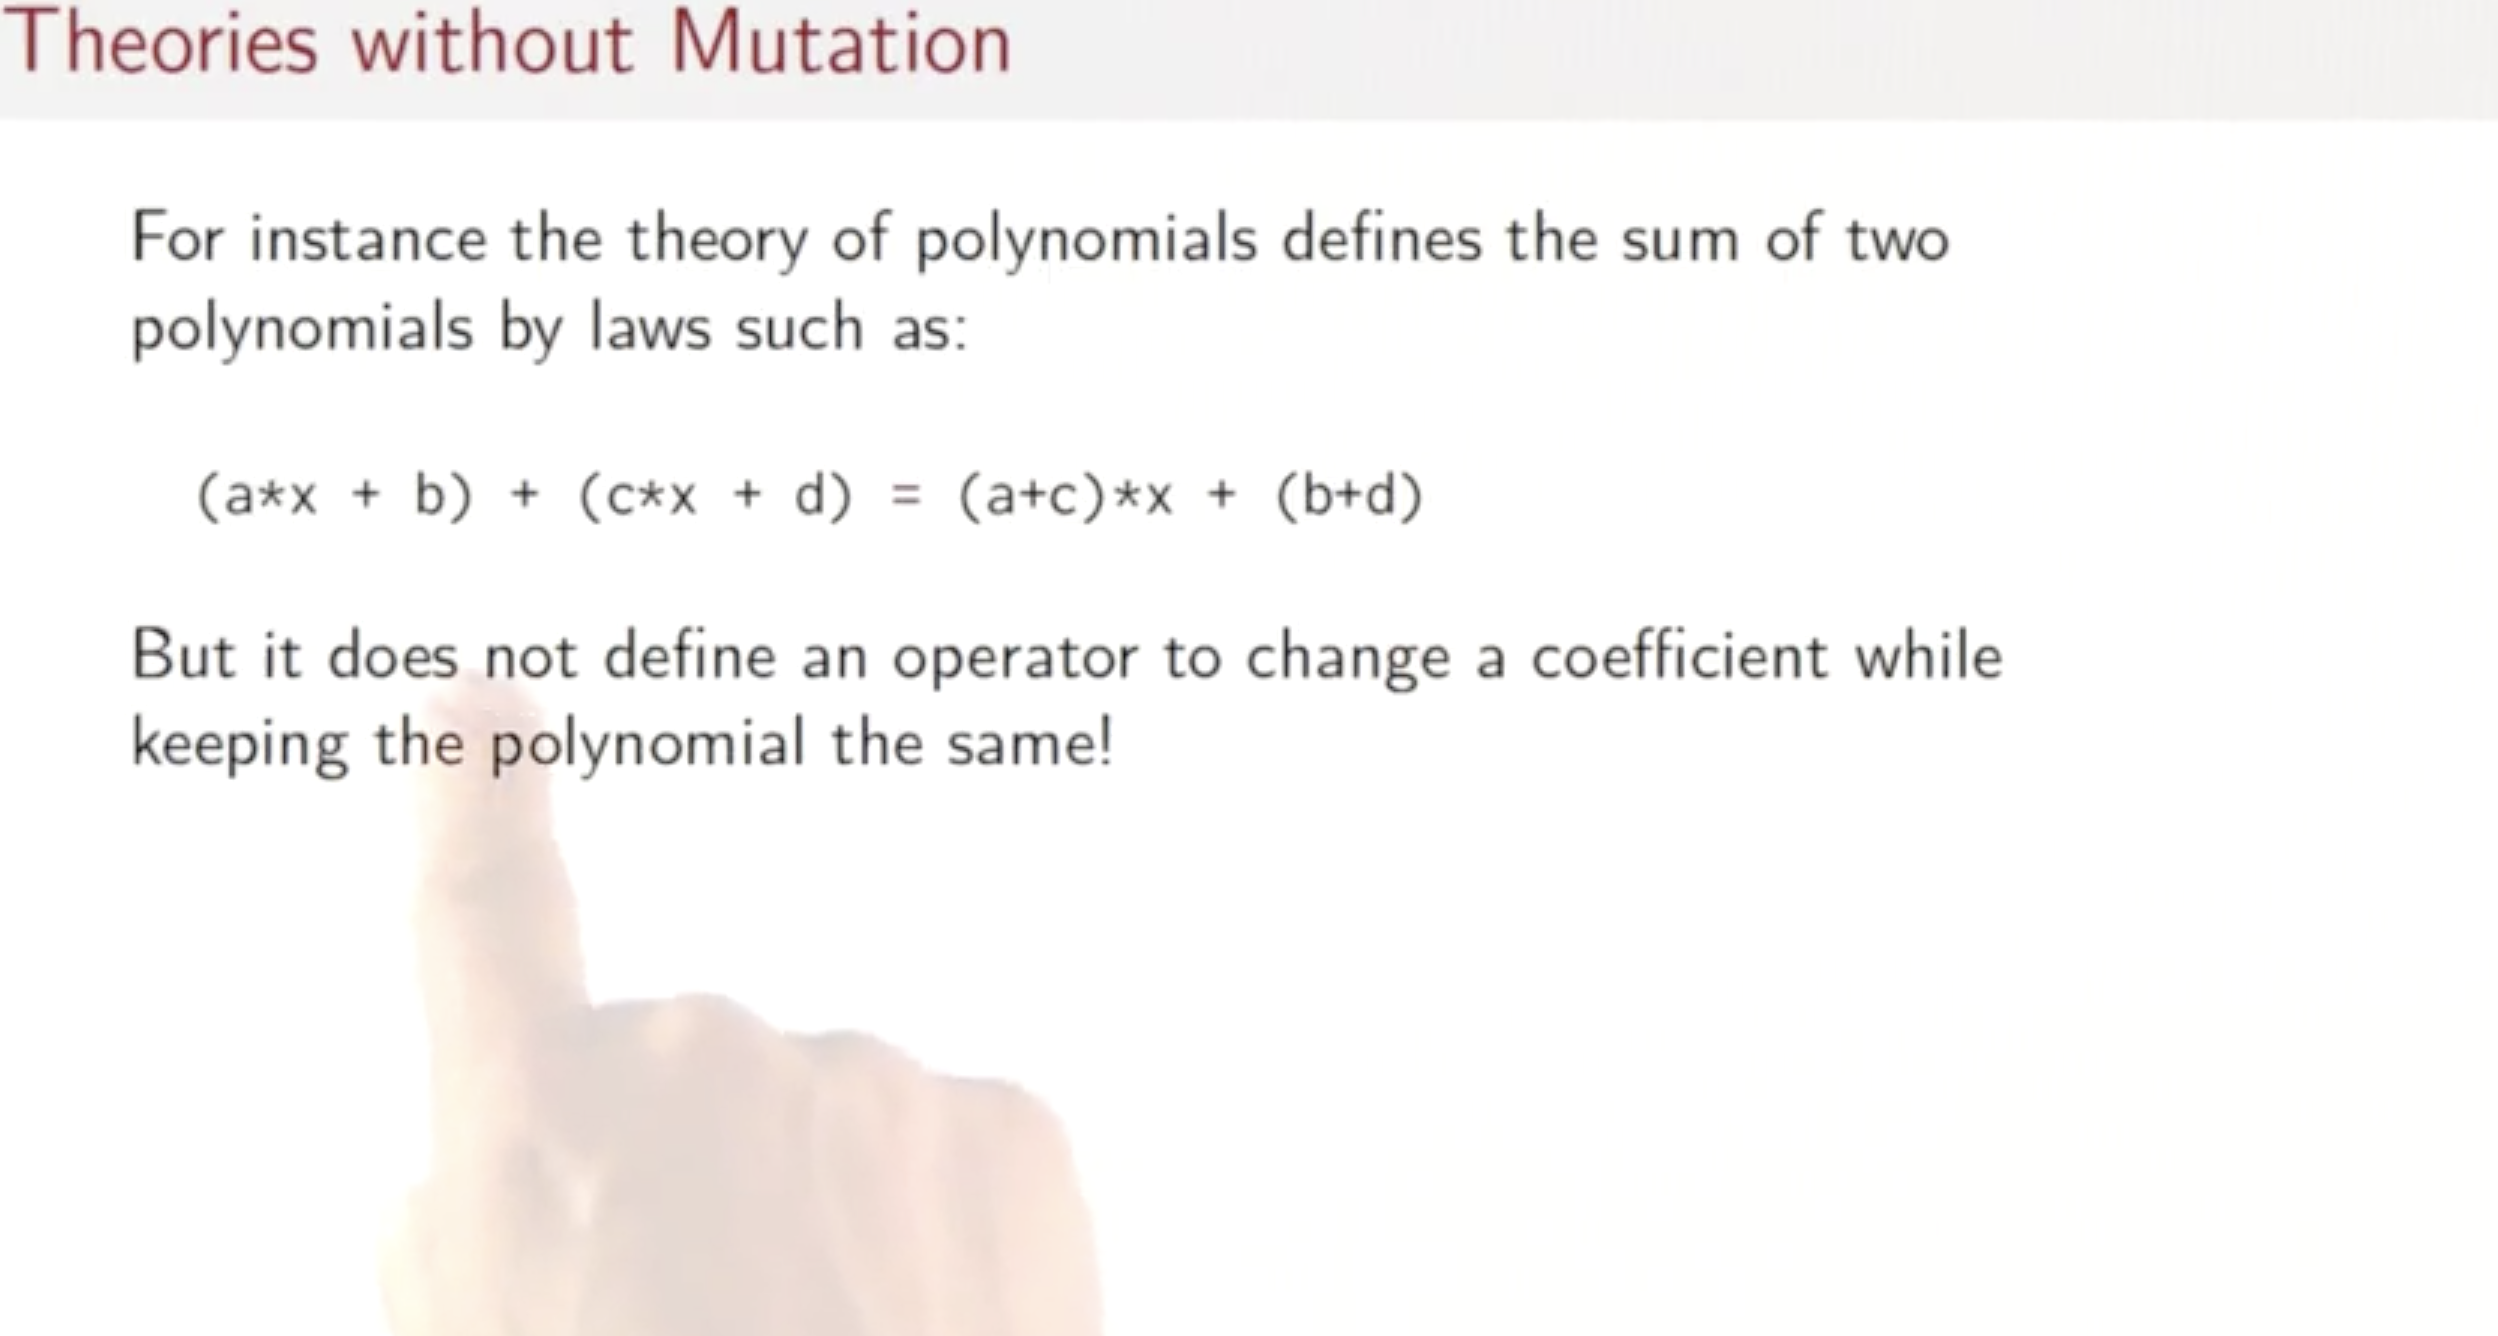 Theories without Mutation
For instance the theory of polynomials defines the sum of two
polynomials by laws such as:
(a*x + b) + (c*x + d) = (a+c)*x + (b+d)
But it does not define an operator to change a coefficient while
keeping the polynomial the same!